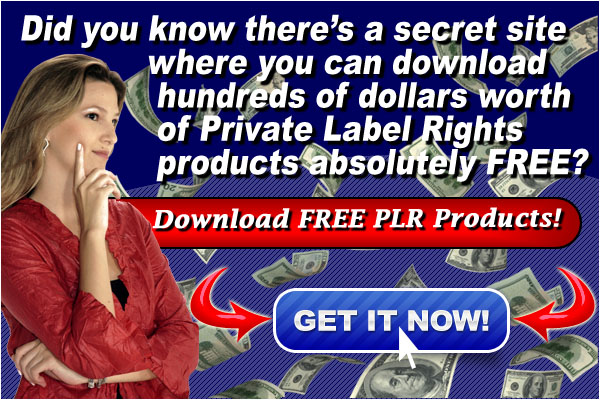 Did you know there's a secret site
where you can download
hundreds of dollars worth
of Private Label Rights
products absolutely FREE?
Download FREE PLR Products!
GET IT NOW!